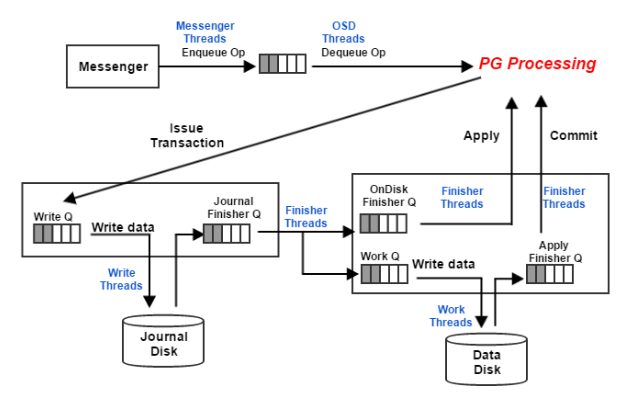 Messenger
Threads
Enqueue Op
OSD
Threads
Dequeue Op
Messenger
PG Processing
Issue
Transaction
Apply
Commit
Write Q
Write data
Journal
Finisher Q
Finisher
Threads
OnDisk
Finisher Q
Finisher
Threads
Finisher
Threads
Work Q
Write data
Apply
Finisher Q
Write
Threads
Work
Threads
Journal
Disk
Data
Disk